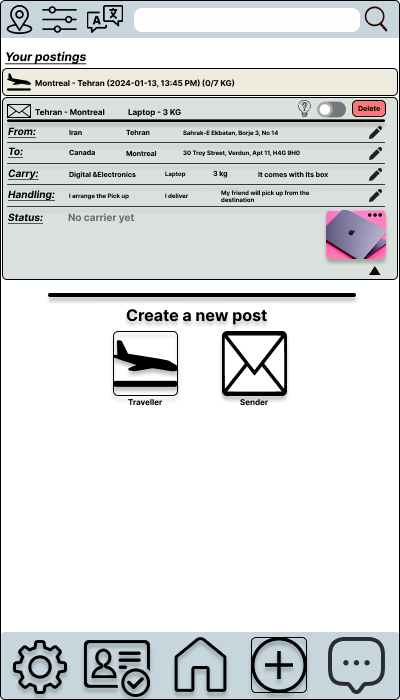 A 文
Your postings
Montreal - Tehran (2024-01-13, 13:45 PM) (0/7 KG)
Tehran - Montreal Laptop - 3 KG Delete
From: Iran Tehran Sahrak-E Ekbatan, Borje 3, No 14
To: Canada Montreal 30 Troy Street, Verdun, Apt 11, H4G 9H0
Carry: Digital &Electronics Laptop 3 kg It comes with its box
Handling: I arrange the Pick up I deliver My friend will pick up from the
destination
Status: No carrier yet
Create a new post
Traveller Sender